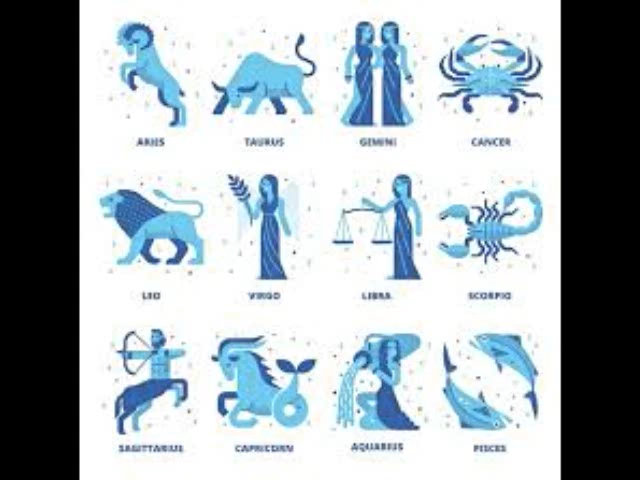 ARIES
TAURUS
GEMINI
CANCER
LEO
VIRGO
LIBRA
SCORPIO
SAGITTARIUS
CAPRICORN
AQUARIUS
PISCES